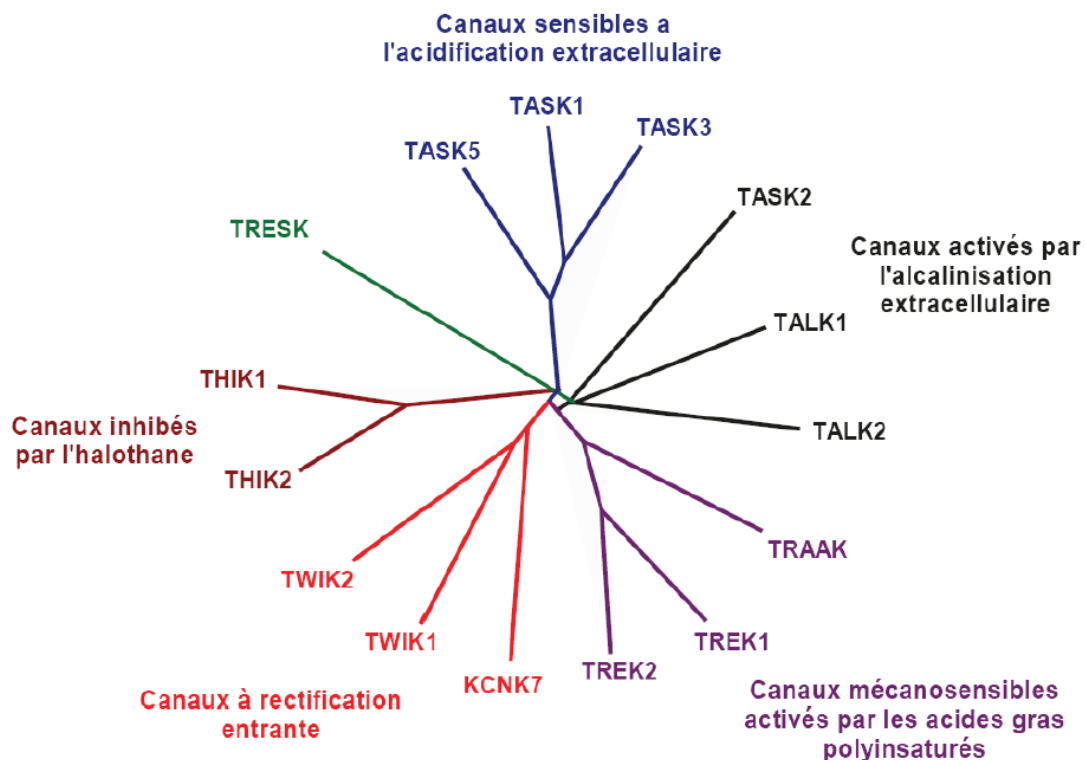 Canaux sensibles a
l'acidification extracellulaire
TASK1
TASK3
TASK5
TASK2
TRESK
Canaux activés par
l'alcalinisation
extracellulaire
TALK1
THIK1
Canaux inhibés
par l'halothane
TALK2
THIK2
TRAAK
TWIK2
TWIK1
TREK1
KCNK7
TREK2
Canaux à rectification
entrante
Canaux mécanosensibles
activés par les acides gras
polyinsaturés